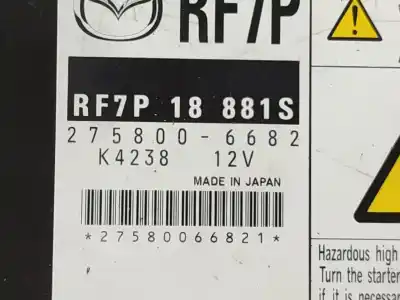 RF7P
RF7P 18 881S
275800-6682
K4238 12V
MADE IN JAPAN
*27580066821*
Hazardous high
Turn the starter
if it is